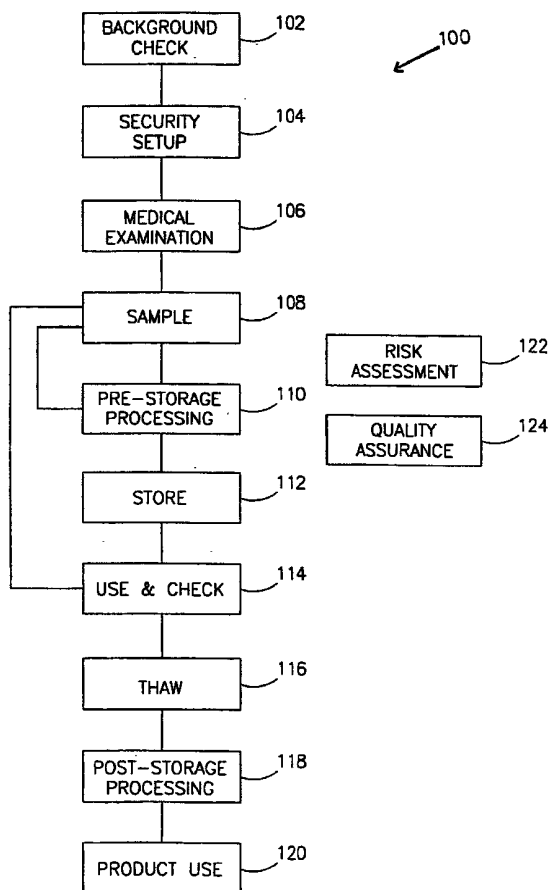 BACKGROUND
CHECK
102
100
SECURITY
SETUP
104
MEDICAL
EXAMINATION
106
SAMPLE
108
RISK
ASSESSMENT
122
PRE-STORAGE
PROCESSING
110
QUALITY
ASSURANCE
124
STORE
112
USE & CHECK
114
THAW
116
POST-STORAGE
PROCESSING
118
PRODUCT USE
120